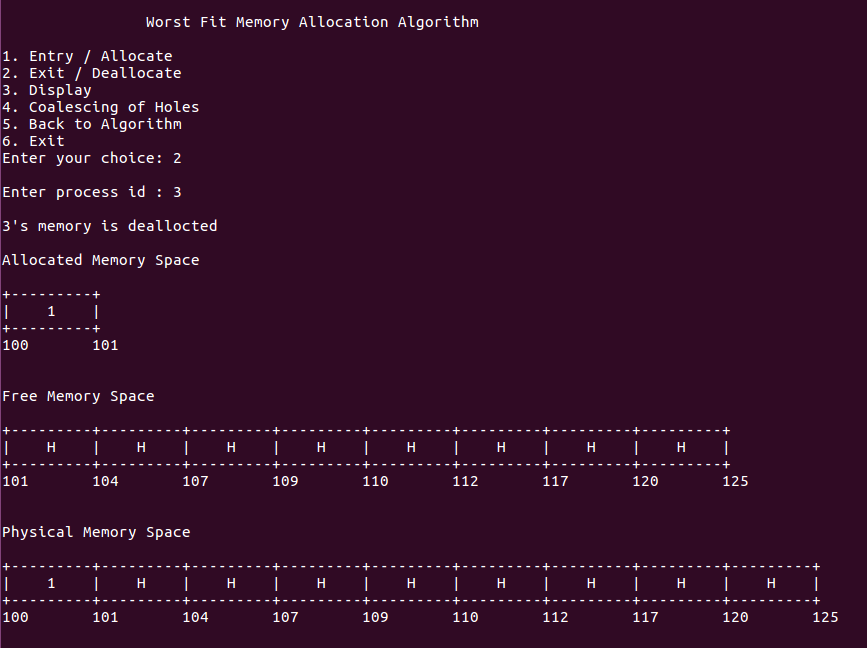 Worst Fit Memory Allocation Algorithm
1. Entry / Allocate
2. Exit / Deallocate
3. Display
4. Coalescing of Holes
5. Back to Algorithm
6. Exit
Enter your choice: 2
Enter process id : 3
3's memory is deallocted
Allocated Memory Space
+---------+
|    1    |
+---------+
100       101
Free Memory Space
+---------+---------+---------+---------+---------+---------+---------+---------+
|    H    |    H    |    H    |    H    |    H    |    H    |    H    |    H    |
+---------+---------+---------+---------+---------+---------+---------+---------+
101       104       107       109       110       112       117       120       125
Physical Memory Space
+---------+---------+---------+---------+---------+---------+---------+---------+---------+
|    1    |    H    |    H    |    H    |    H    |    H    |    H    |    H    |    H    |
+---------+---------+---------+---------+---------+---------+---------+---------+---------+
100       101       104       107       109       110       112       117       120       125